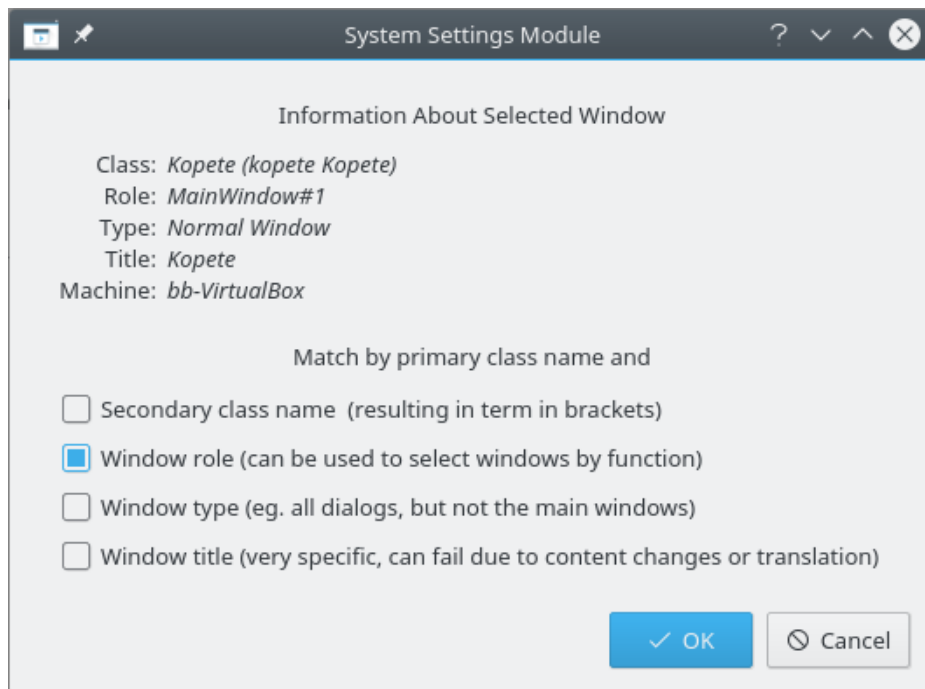 System Settings Module
Information About Selected Window
Class: Kopete (kopete Kopete)
Role: MainWindow#1
Type: Normal Window
Title: Kopete
Machine: bb-VirtualBox
Match by primary class name and
Secondary class name  (resulting in term in brackets)
Window role (can be used to select windows by function)
Window type (eg. all dialogs, but not the main windows)
Window title (very specific, can fail due to content changes or translation)
OK Cancel